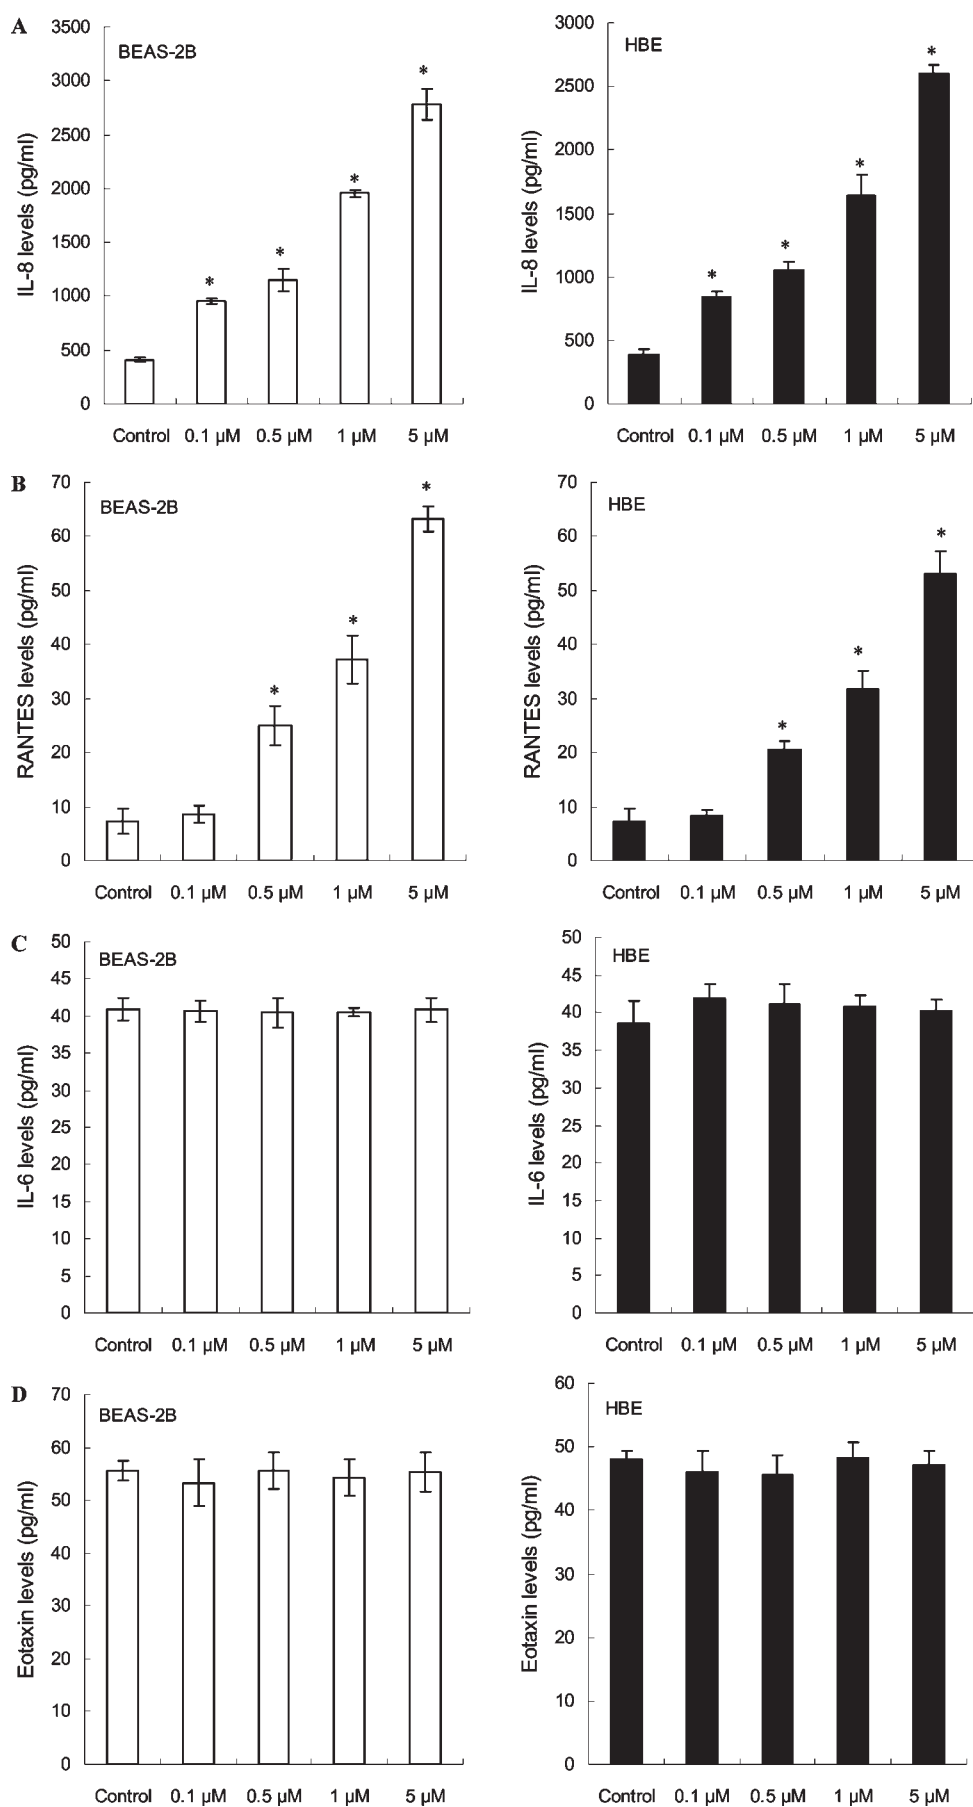 A
BEAS-2B
IL-8 levels (pg/ml)
3500
3000
2500
2000
1500
1000
500
0
* * * *
Control 0.1 µM 0.5 µM 1 µM 5 µM
HBE
IL-8 levels (pg/ml)
3000
2500
2000
1500
1000
500
0
* * * *
Control 0.1 µM 0.5 µM 1 µM 5 µM
B
BEAS-2B
RANTES levels (pg/ml)
70
60
50
40
30
20
10
0
* * *
Control 0.1 µM 0.5 µM 1 µM 5 µM
HBE
RANTES levels (pg/ml)
70
60
50
40
30
20
10
0
* * *
Control 0.1 µM 0.5 µM 1 µM 5 µM
C
BEAS-2B
IL-6 levels (pg/ml)
50
45
40
35
30
25
20
15
10
5
0
Control 0.1 µM 0.5 µM 1 µM 5 µM
HBE
IL-6 levels (pg/ml)
50
45
40
35
30
25
20
15
10
5
0
Control 0.1 µM 0.5 µM 1 µM 5 µM
D
BEAS-2B
Eotaxin levels (pg/ml)
70
60
50
40
30
20
10
0
Control 0.1 µM 0.5 µM 1 µM 5 µM
HBE
Eotaxin levels (pg/ml)
60
50
40
30
20
10
0
Control 0.1 µM 0.5 µM 1 µM 5 µM